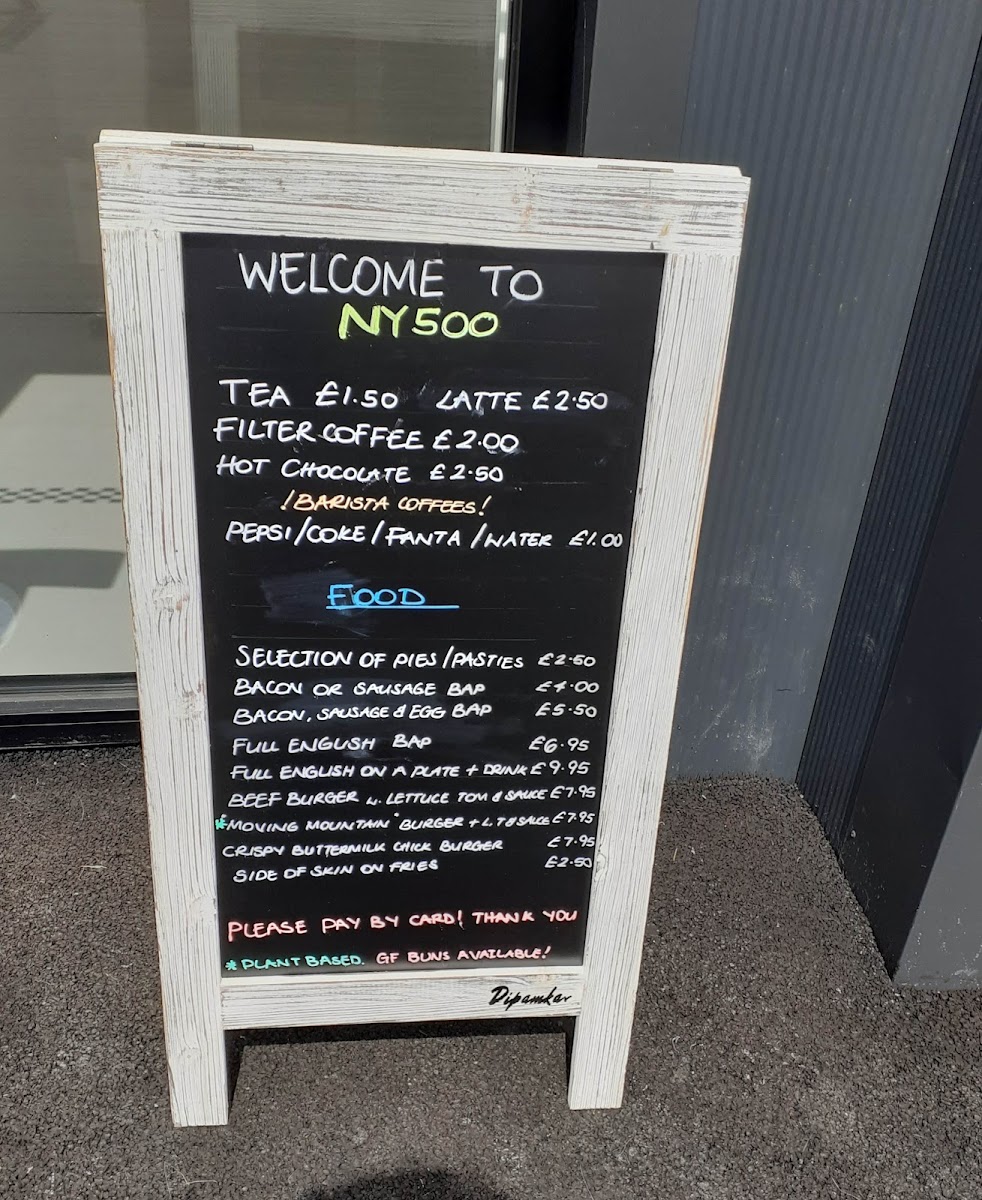 WELCOME TO
NY500
TEA £1.50 LATTE £2.50
FILTER COFFEE £2.00
HOT CHOCOLATE £2.50
!BARISTA COFFEES!
PEPSI/COKE/FANTA/WATER £1.00
FOOD
SELECTION OF PIES/PASTIES £2.50
BACON OR SAUSAGE BAP £4.00
BACON, SAUSAGE & EGG BAP £5.50
FULL ENGLISH BAP £6.95
FULL ENGLISH ON A PLATE + DRINK £9.95
BEEF BURGER W. LETTUCE TOM & SAUCE £7.95
*"MOVING MOUNTAIN" BURGER + L.T & SAUCE £7.95
CRISPY BUTTERMILK CHICK BURGER £7.95
SIDE OF SKIN ON FRIES £2.50
PLEASE PAY BY CARD! THANK YOU
*PLANT BASED. GF BUNS AVAILABLE!
Dipamkar